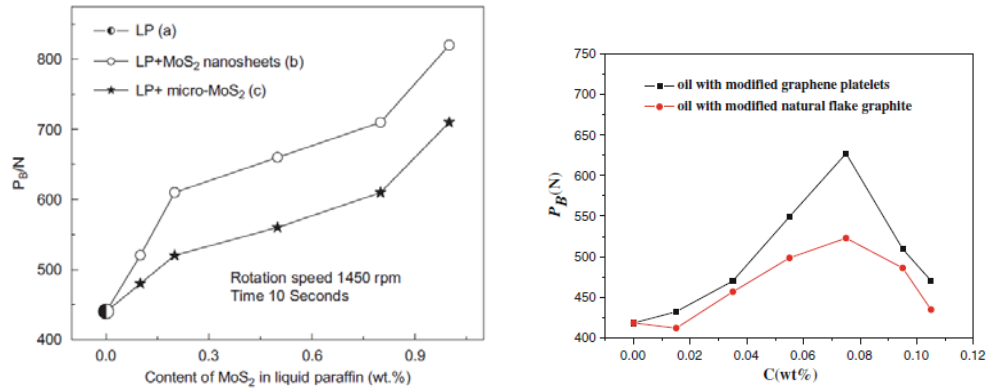 LP (a)
LP+MoS₂ nanosheets (b)
LP+ micro-MoS₂ (c)
P_B/N
800
700
600
500
400
Rotation speed 1450 rpm
Time 10 Seconds
0.0 0.3 0.6 0.9
Content of MoS₂ in liquid paraffin (wt.%)
oil with modified graphene platelets
oil with modified natural flake graphite
P_B(N)
750
700
650
600
550
500
450
400
0.00 0.02 0.04 0.06 0.08 0.10 0.12
C(wt%)